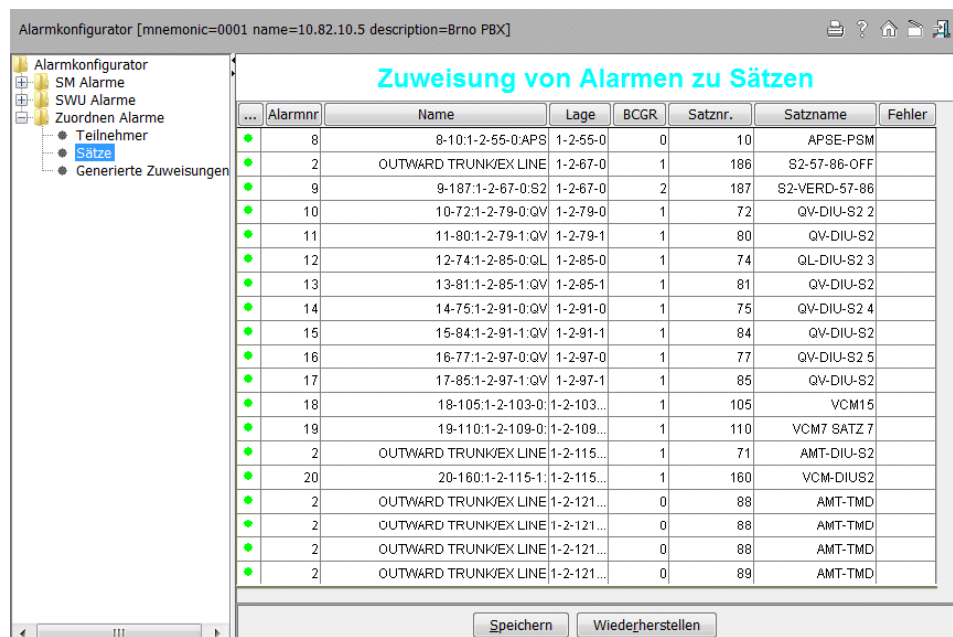 Alarmkonfigurator [mnemonic=0001 name=10.82.10.5 description=Brno PBX]
Alarmkonfigurator
SM Alarme
SWU Alarme
Zuordnen Alarme
Teilnehmer
Sätze
Generierte Zuweisungen
Zuweisung von Alarmen zu Sätzen
... Alarmnr Name Lage BCGR Satznr. Satzname Fehler
8 8-10:1-2-55-0:APS 1-2-55-0 0 10 APSE-PSM
2 OUTWARD TRUNK/EX LINE 1-2-67-0 1 186 S2-57-86-OFF
9 9-187:1-2-67-0:S2 1-2-67-0 2 187 S2-VERD-57-86
10 10-72:1-2-79-0:QV 1-2-79-0 1 72 QV-DIU-S2 2
11 11-80:1-2-79-1:QV 1-2-79-1 1 80 QV-DIU-S2
12 12-74:1-2-85-0:QL 1-2-85-0 1 74 QL-DIU-S2 3
13 13-81:1-2-85-1:QV 1-2-85-1 1 81 QV-DIU-S2
14 14-75:1-2-91-0:QV 1-2-91-0 1 75 QV-DIU-S2 4
15 15-84:1-2-91-1:QV 1-2-91-1 1 84 QV-DIU-S2
16 16-77:1-2-97-0:QV 1-2-97-0 1 77 QV-DIU-S2 5
17 17-85:1-2-97-1:QV 1-2-97-1 1 85 QV-DIU-S2
18 18-105:1-2-103-0: 1-2-103... 1 105 VCM15
19 19-110:1-2-109-0: 1-2-109... 1 110 VCM7 SATZ 7
2 OUTWARD TRUNK/EX LINE 1-2-115... 1 71 AMT-DIU-S2
20 20-160:1-2-115-1: 1-2-115... 1 160 VCM-DIUS2
2 OUTWARD TRUNK/EX LINE 1-2-121... 0 88 AMT-TMD
2 OUTWARD TRUNK/EX LINE 1-2-121... 0 88 AMT-TMD
2 OUTWARD TRUNK/EX LINE 1-2-121... 0 88 AMT-TMD
2 OUTWARD TRUNK/EX LINE 1-2-121... 0 89 AMT-TMD
Speichern Wiederherstellen